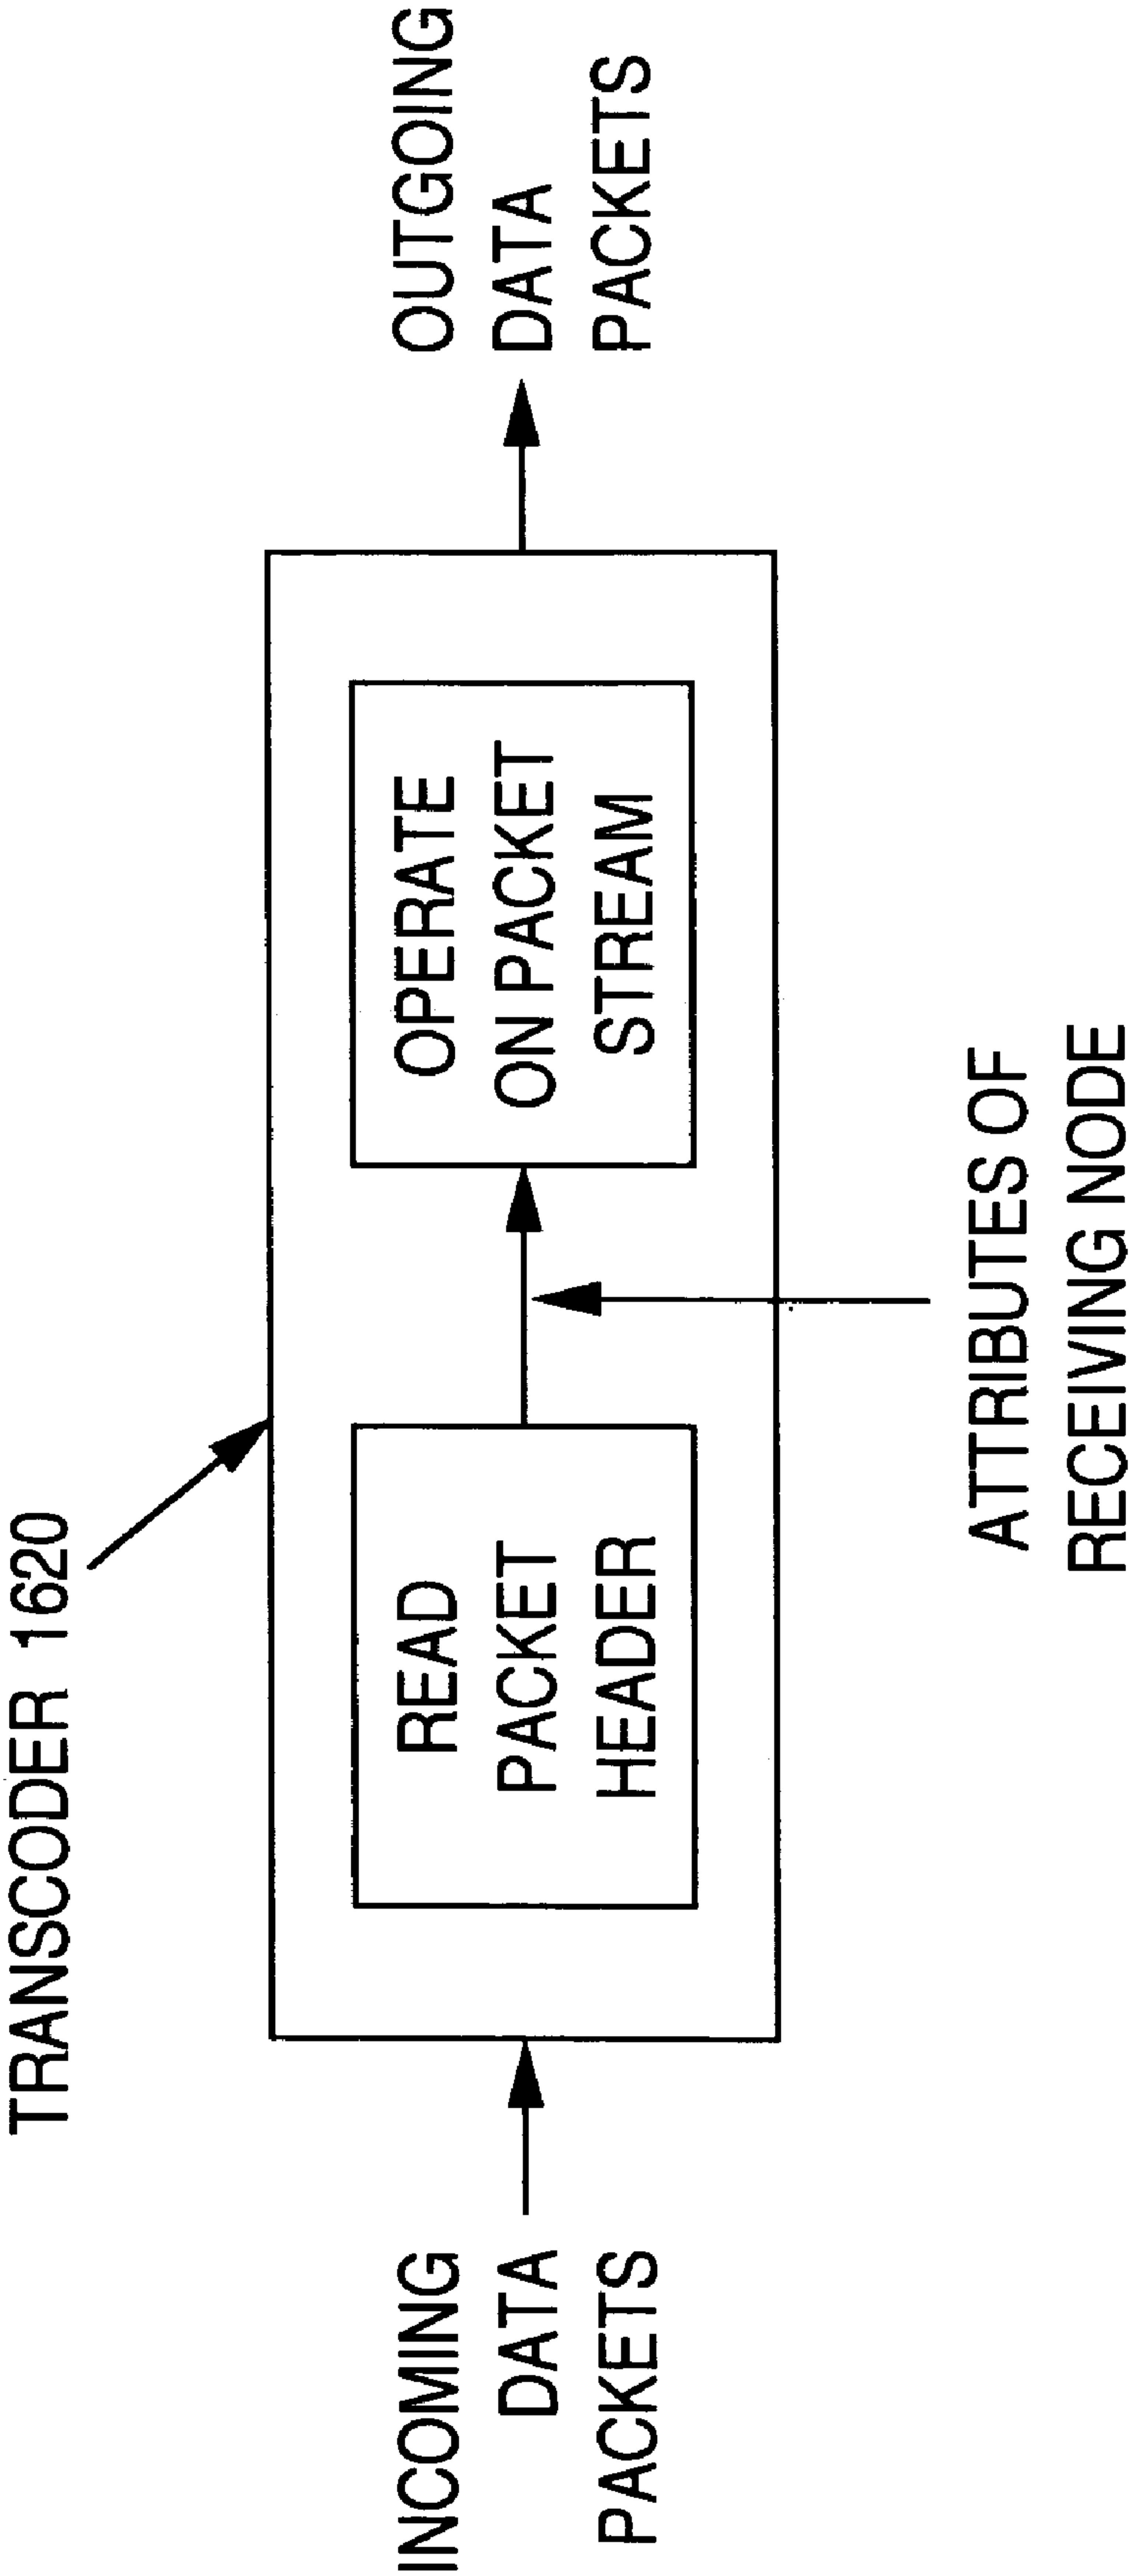 TRANSCODER 1620
INCOMING
DATA
PACKETS
READ
PACKET
HEADER
OPERATE
ON PACKET
STREAM
OUTGOING
DATA
PACKETS
ATTRIBUTES OF
RECEIVING NODE